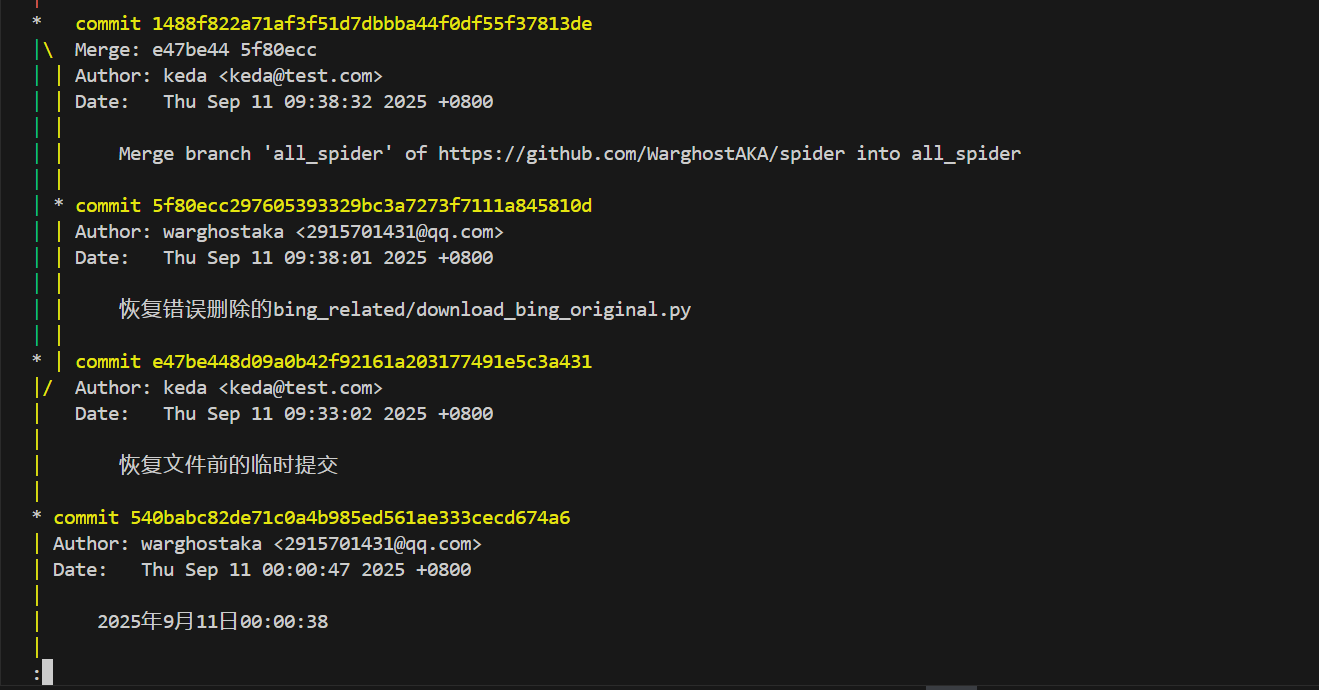 * commit 1488f822a71af3f51d7dbbba44f0df55f37813de
|\ Merge: e47be44 5f80ecc
| | Author: keda <keda@test.com>
| | Date: Thu Sep 11 09:38:32 2025 +0800
| |
| | Merge branch 'all_spider' of https://github.com/WarghostAKA/spider into all_spider
| |
| * commit 5f80ecc297605393329bc3a7273f7111a845810d
| | Author: warghostaka <2915701431@qq.com>
| | Date: Thu Sep 11 09:38:01 2025 +0800
| |
| | 恢复错误删除的bing_related/download_bing_original.py
| |
* | commit e47be448d09a0b42f92161a203177491e5c3a431
|/ Author: keda <keda@test.com>
| Date: Thu Sep 11 09:33:02 2025 +0800
|
| 恢复文件前的临时提交
|
* commit 540babc82de71c0a4b985ed561ae333cecd674a6
| Author: warghostaka <2915701431@qq.com>
| Date: Thu Sep 11 00:00:47 2025 +0800
|
| 2025年9月11日00:00:38
|
: